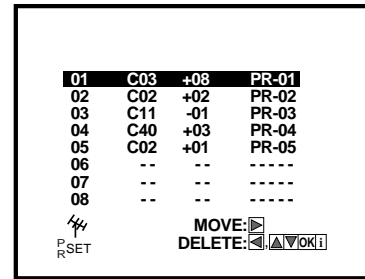 01 C03 +08 PR-01
02 C02 +02 PR-02
03 C11 -01 PR-03
04 C40 +03 PR-04
05 C02 +01 PR-05
06 -- -- -----
07 -- -- -----
08 -- -- -----
MOVE:▶
PRSET DELETE:◀,▲▼OK i